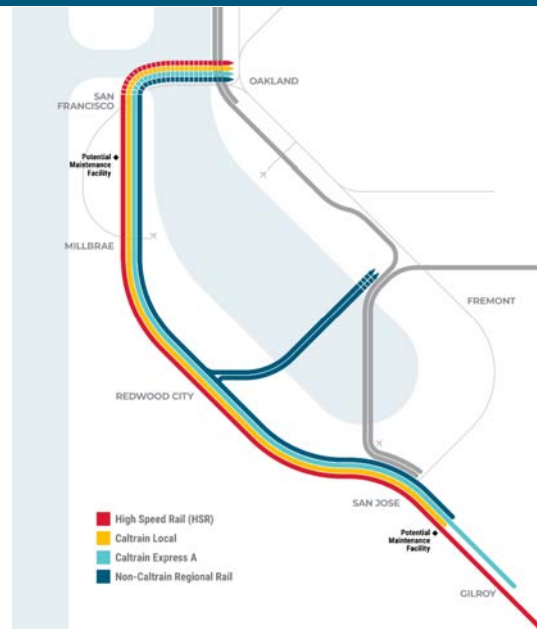 OAKLAND
SAN
FRANCISCO
Potential
Maintenance
Facility
MILLBRAE
FREMONT
REDWOOD CITY
SAN JOSE
High Speed Rail (HSR)
Caltrain Local
Caltrain Express A
Non-Caltrain Regional Rail
Potential
Maintenance
Facility
GILROY